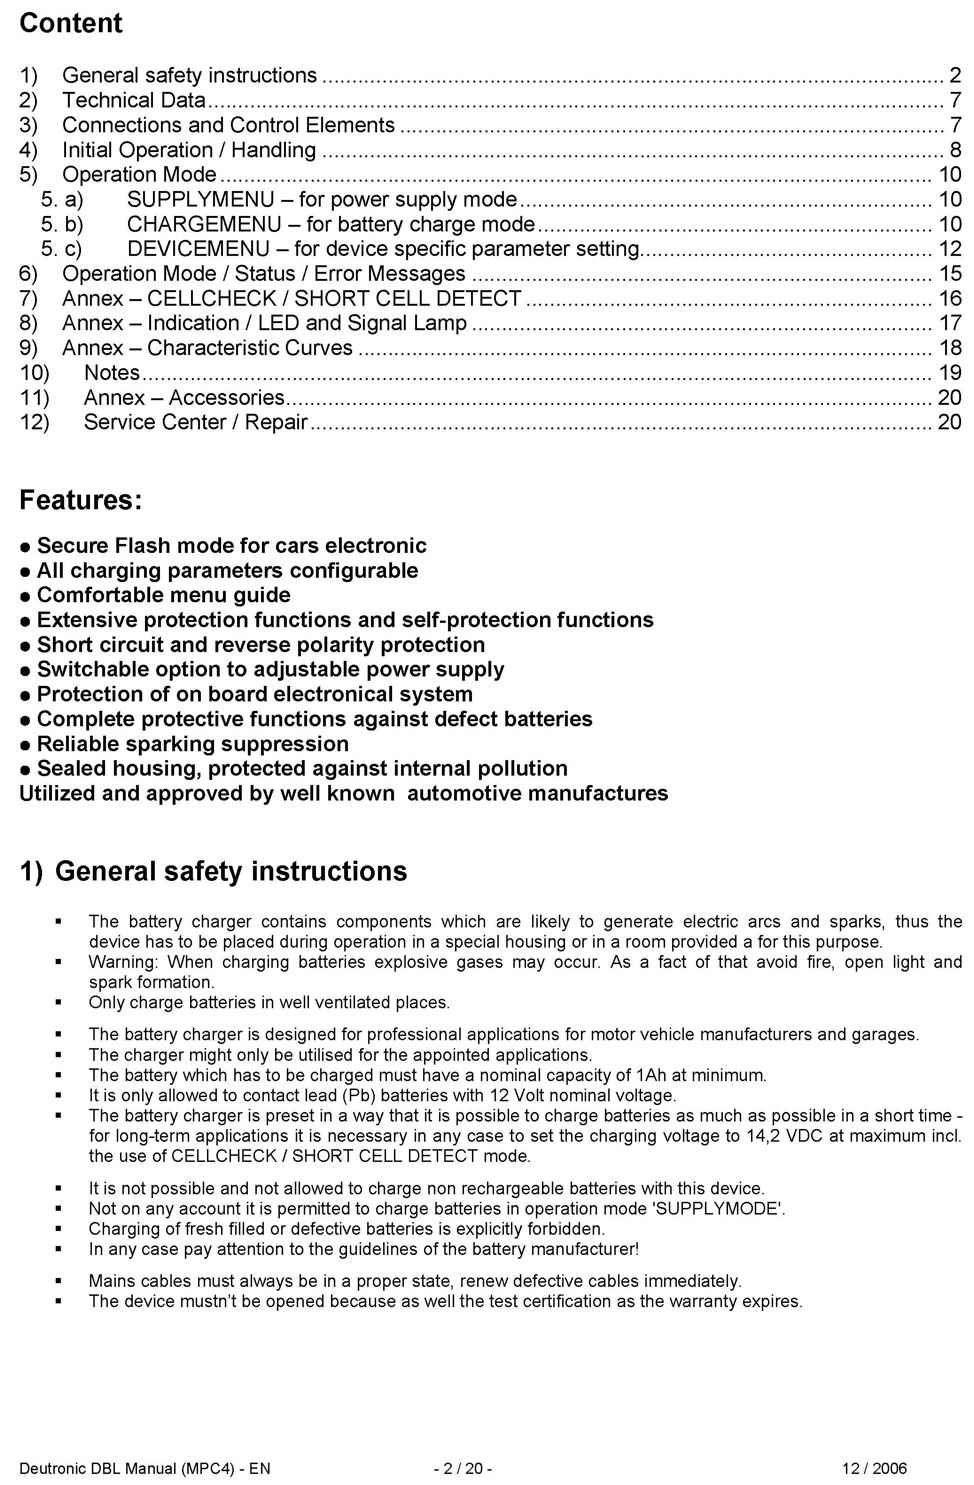 Content
1) General safety instructions ........................................................................................................ 2
2) Technical Data........................................................................................................................... 7
3) Connections and Control Elements ........................................................................................... 7
4) Initial Operation / Handling ........................................................................................................ 8
5) Operation Mode....................................................................................................................... 10
5. a) SUPPLYMENU – for power supply mode..................................................................... 10
5. b) CHARGEMENU – for battery charge mode.................................................................. 10
5. c) DEVICEMENU – for device specific parameter setting................................................. 12
6) Operation Mode / Status / Error Messages ............................................................................. 15
7) Annex – CELLCHECK / SHORT CELL DETECT .................................................................... 16
8) Annex – Indication / LED and Signal Lamp ............................................................................. 17
9) Annex – Characteristic Curves ................................................................................................ 18
10) Notes.................................................................................................................................... 19
11) Annex – Accessories............................................................................................................ 20
12) Service Center / Repair........................................................................................................ 20
Features:
● Secure Flash mode for cars electronic
● All charging parameters configurable
● Comfortable menu guide
● Extensive protection functions and self-protection functions
● Short circuit and reverse polarity protection
● Switchable option to adjustable power supply
● Protection of on board electronical system
● Complete protective functions against defect batteries
● Reliable sparking suppression
● Sealed housing, protected against internal pollution
Utilized and approved by well known automotive manufactures
1) General safety instructions
▪ The battery charger contains components which are likely to generate electric arcs and sparks, thus the
device has to be placed during operation in a special housing or in a room provided a for this purpose.
▪ Warning: When charging batteries explosive gases may occur. As a fact of that avoid fire, open light and
spark formation.
▪ Only charge batteries in well ventilated places.
▪ The battery charger is designed for professional applications for motor vehicle manufacturers and garages.
▪ The charger might only be utilised for the appointed applications.
▪ The battery which has to be charged must have a nominal capacity of 1Ah at minimum.
▪ It is only allowed to contact lead (Pb) batteries with 12 Volt nominal voltage.
▪ The battery charger is preset in a way that it is possible to charge batteries as much as possible in a short time -
for long-term applications it is necessary in any case to set the charging voltage to 14,2 VDC at maximum incl.
the use of CELLCHECK / SHORT CELL DETECT mode.
▪ It is not possible and not allowed to charge non rechargeable batteries with this device.
▪ Not on any account it is permitted to charge batteries in operation mode 'SUPPLYMODE'.
▪ Charging of fresh filled or defective batteries is explicitly forbidden.
▪ In any case pay attention to the guidelines of the battery manufacturer!
▪ Mains cables must always be in a proper state, renew defective cables immediately.
▪ The device mustn’t be opened because as well the test certification as the warranty expires.
Deutronic DBL Manual (MPC4) - EN - 2 / 20 - 12 / 2006